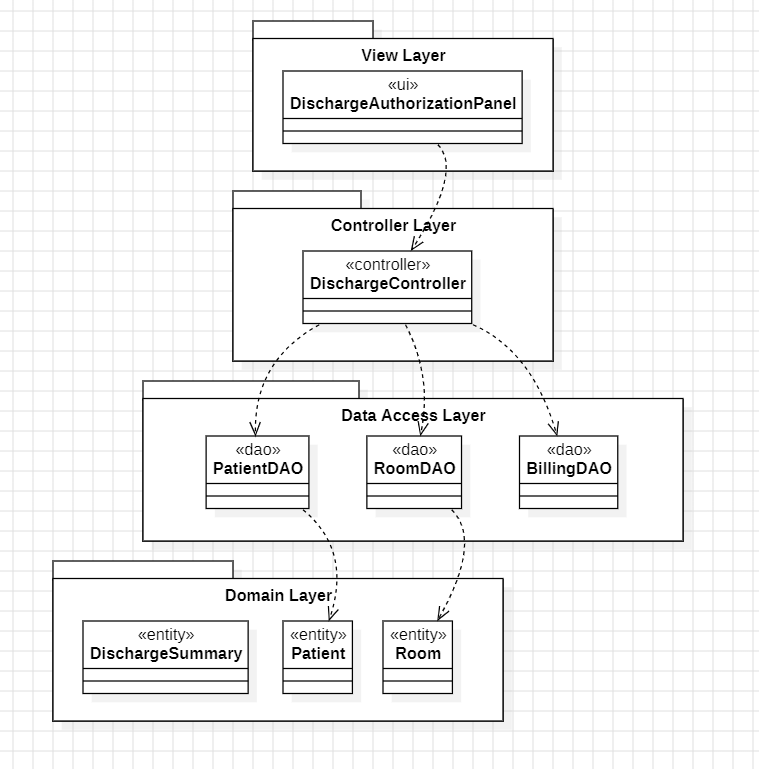 View Layer
«ui»
DischargeAuthorizationPanel
Controller Layer
«controller»
DischargeController
Data Access Layer
«dao»
PatientDAO
«dao»
RoomDAO
«dao»
BillingDAO
Domain Layer
«entity»
DischargeSummary
«entity»
Patient
«entity»
Room